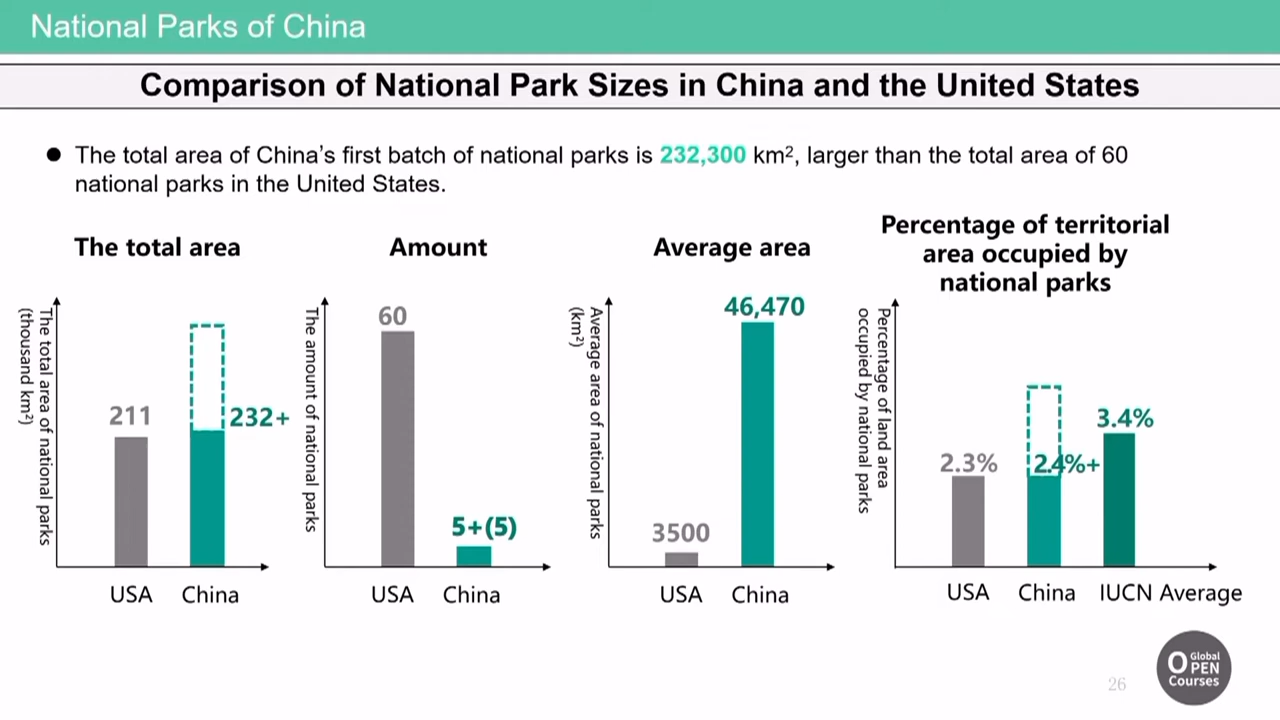 National Parks of China
Comparison of National Park Sizes in China and the United States
● The total area of China’s first batch of national parks is 232,300 km², larger than the total area of 60
national parks in the United States.
The total area
The total area of national parks
(thousand km²)
211
232+
USA
China
Amount
The amount of national parks
60
5+(5)
USA
China
Average area
Average area of national parks
(km²)
3500
46,470
USA
China
Percentage of territorial
area occupied by
national parks
Percentage of land area
occupied by national parks
2.3%
2.4%+
3.4%
USA
China
IUCN Average
26
Global
OPEN
Courses